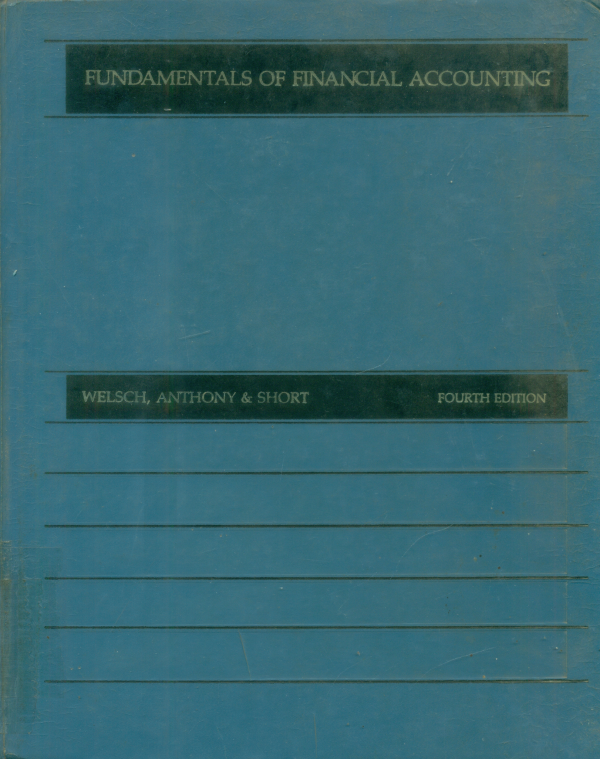 FUNDAMENTALS OF FINANCIAL ACCOUNTING
WELSCH, ANTHONY & SHORT FOURTH EDITION